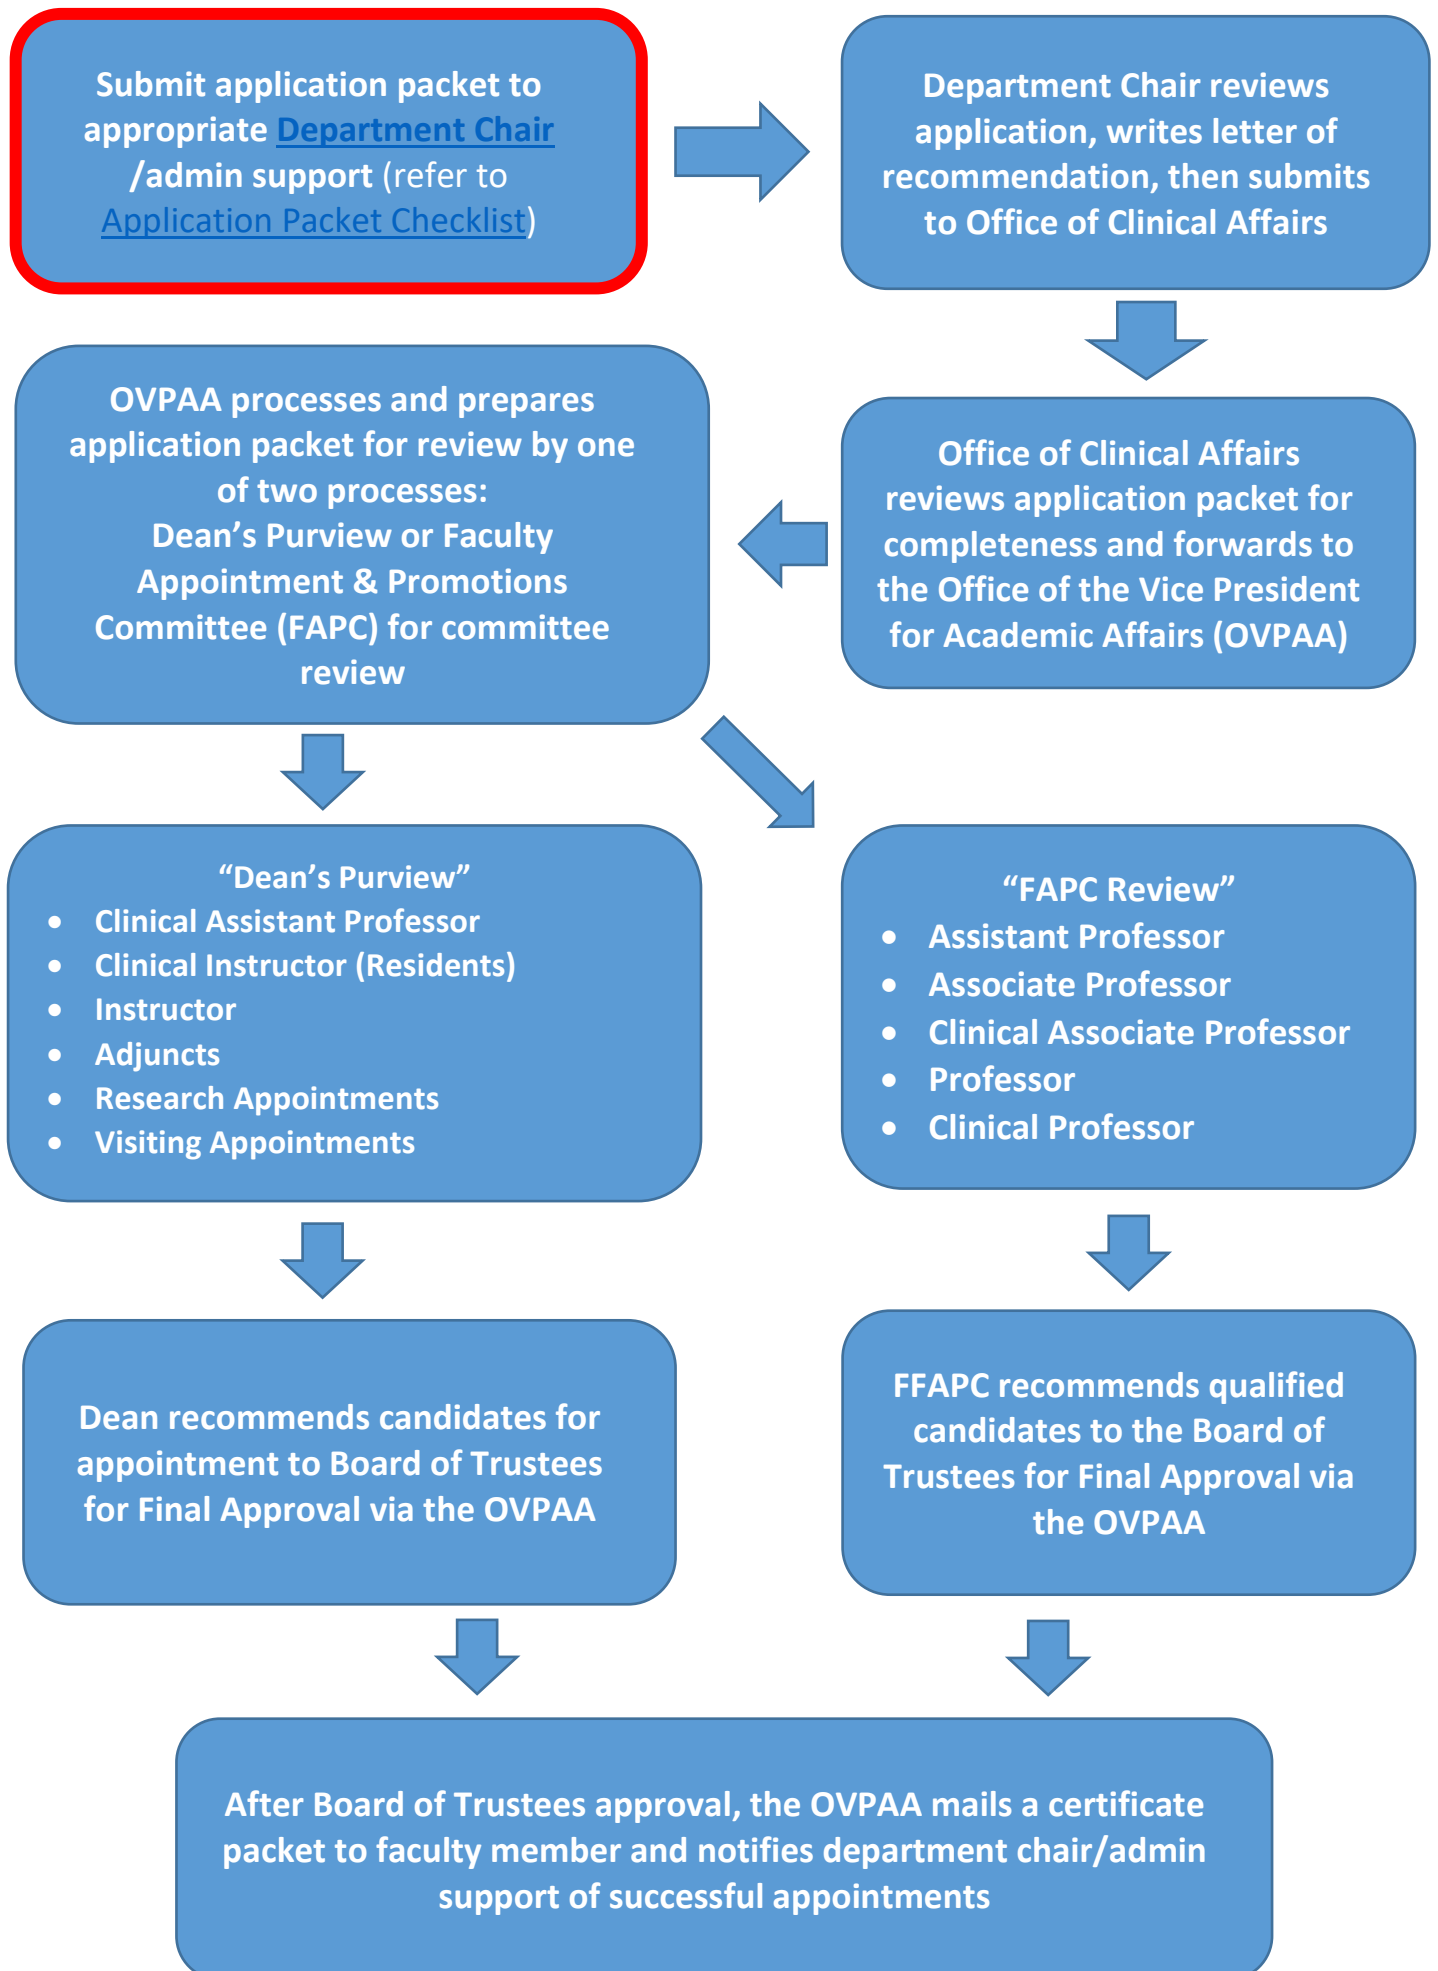 Submit application packet to
appropriate Department Chair
/admin support (refer to
Application Packet Checklist)
Department Chair reviews
application, writes letter of
recommendation, then submits
to Office of Clinical Affairs
Office of Clinical Affairs
reviews application packet for
completeness and forwards to
the Office of the Vice President
for Academic Affairs (OVPAA)
OVPAA processes and prepares
application packet for review by one
of two processes:
Dean’s Purview or Faculty
Appointment & Promotions
Committee (FAPC) for committee
review
“Dean’s Purview”
• Clinical Assistant Professor
• Clinical Instructor (Residents)
• Instructor
• Adjuncts
• Research Appointments
• Visiting Appointments
“FAPC Review”
• Assistant Professor
• Associate Professor
• Clinical Associate Professor
• Professor
• Clinical Professor
Dean recommends candidates for
appointment to Board of Trustees
for Final Approval via the OVPAA
FFAPC recommends qualified
candidates to the Board of
Trustees for Final Approval via
the OVPAA
After Board of Trustees approval, the OVPAA mails a certificate
packet to faculty member and notifies department chair/admin
support of successful appointments